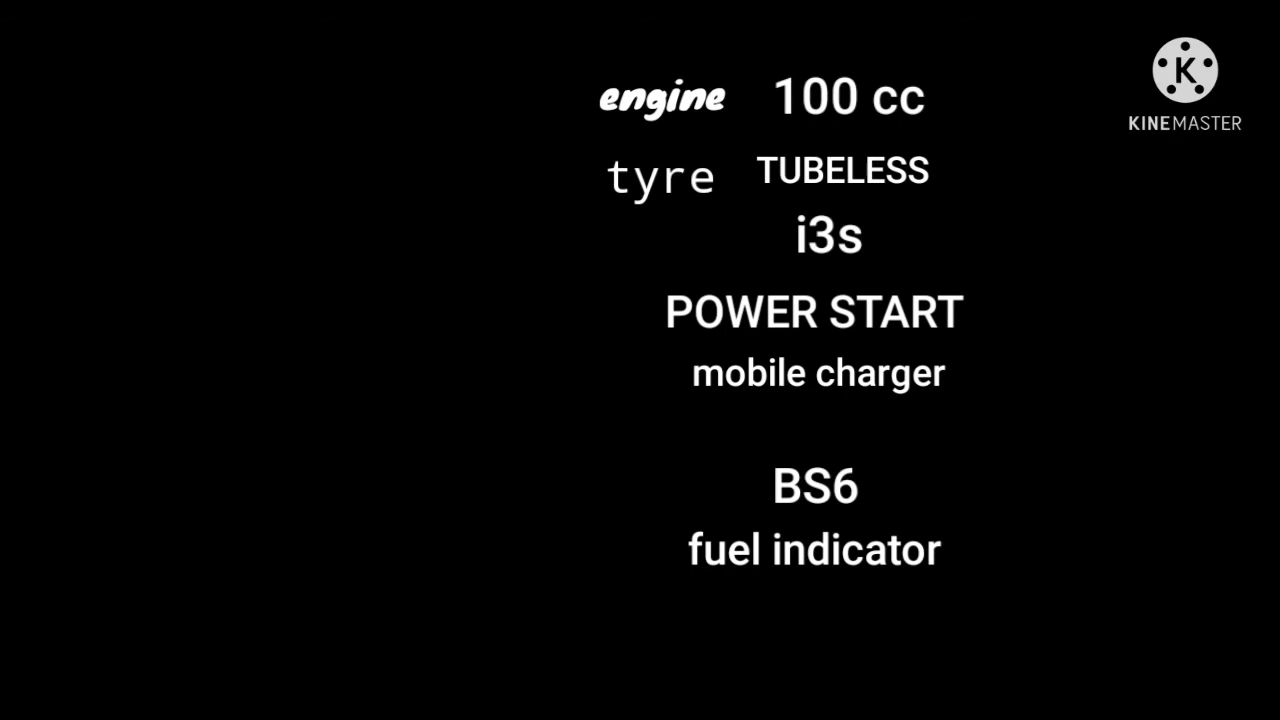 engine 100 cc
K
KINEMASTER
tyre TUBELESS
i3s
POWER START
mobile charger
BS6
fuel indicator